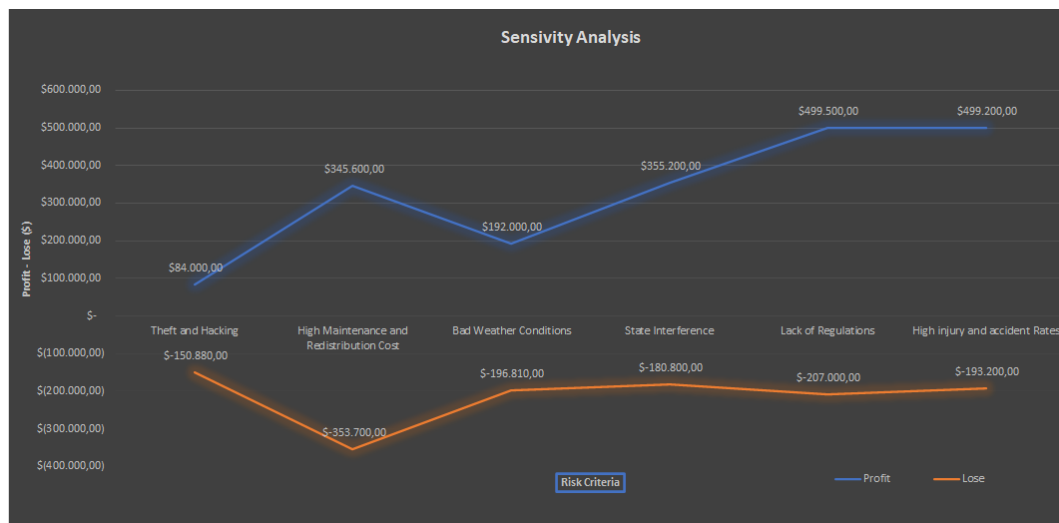 Sensivity Analysis
$600.000,00
$500.000,00
$400.000,00
$300.000,00
$200.000,00
$100.000,00
$-
$(100.000,00)
$(200.000,00)
$(300.000,00)
$(400.000,00)
Profit - Lose ($)
$84.000,00
$345.600,00
$192.000,00
$355.200,00
$499.500,00
$499.200,00
Theft and Hacking
High Maintenance and
Redistribution Cost
Bad Weather Conditions
State Interference
Lack of Regulations
High injury and accident Rates
$-150.880,00
$-353.700,00
$-196.810,00
$-180.800,00
$-207.000,00
$-193.200,00
Risk Criteria
Profit
Lose